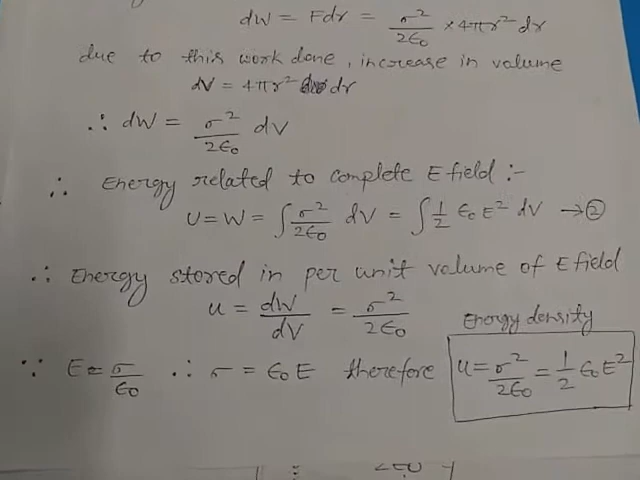 dW = Fdr = σ²/2ε₀ × 4πr² dr
due to this work done, increase in volume
dV = 4πr² dr
∴ dW = σ²/2ε₀ dV
∴ Energy related to complete E field :-
U = W = ∫ σ²/2ε₀ dV = ∫ 1/2 ε₀E² dV → ②
∴ Energy stored in per unit volume of E field
u = dW/dV = σ²/2ε₀
Energy density
∵ E = σ/ε₀ ∴ σ = ε₀E therefore u = σ²/2ε₀ = 1/2 ε₀E²